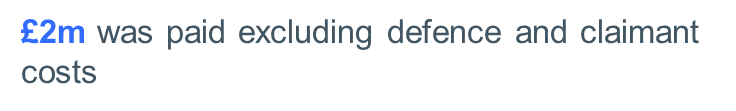 £2m was paid excluding defence and claimant
costs